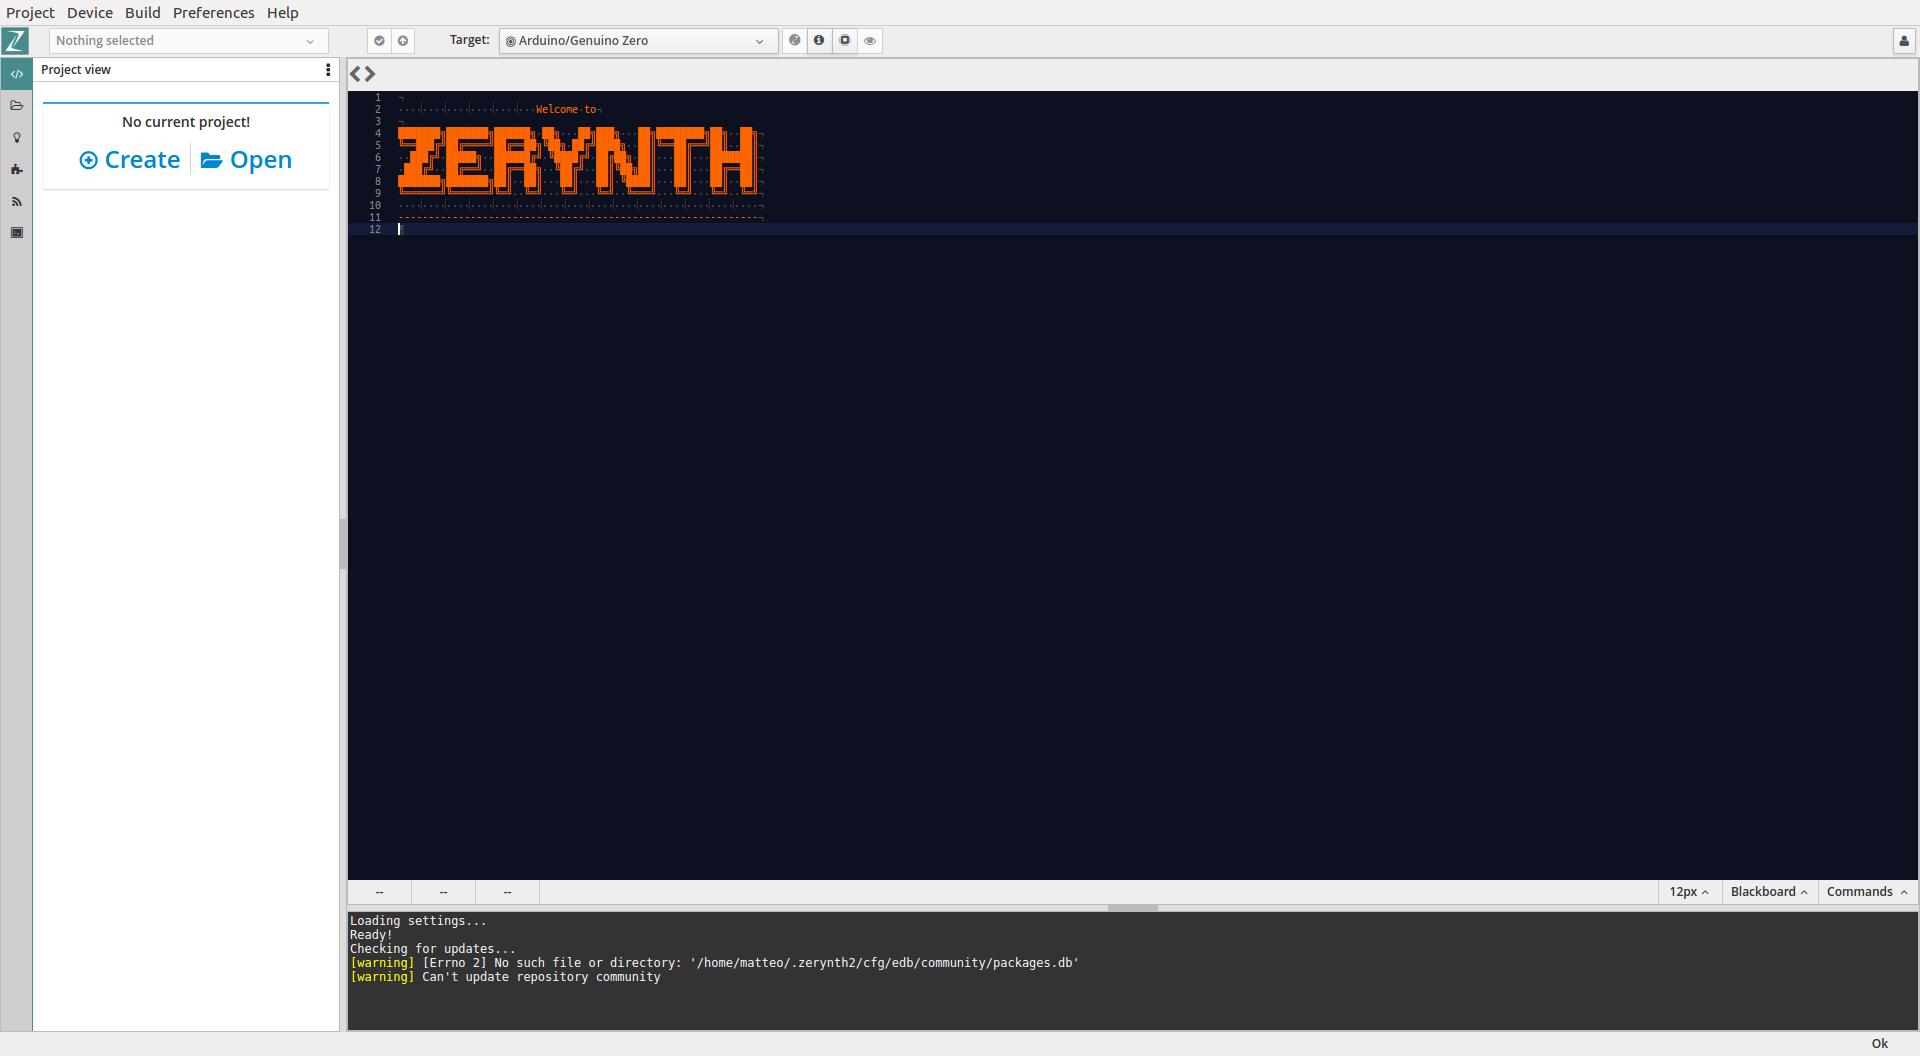 Project Device Build Preferences Help
Nothing selected
Target: Arduino/Genuino Zero
Project view
No current project!
Create Open
1
2 Welcome to
3
4
5
6
7
8
9
10
11
12
ZERYNTH
-- -- -- 12px Blackboard Commands
Loading settings...
Ready!
Checking for updates...
[warning] [Errno 2] No such file or directory: '/home/matteo/.zerynth2/cfg/edb/community/packages.db'
[warning] Can't update repository community
Ok